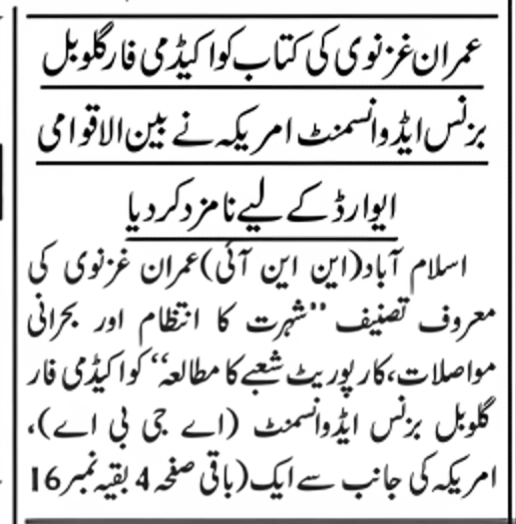 عمران غزنوی کی کتاب کو اکیڈمی فار گلوبل
بزنس ایڈوانسمنٹ امریکہ نے بین الاقوامی
ایوارڈ کے لیے نامزد کر دیا
اسلام آباد(این این آئی)عمران غزنوی کی
معروف تصنیف "شہرت کا انتظام اور بحرانی
مواصلات، کارپوریٹ شعبے کا مطالعہ" کو اکیڈمی فار
گلوبل بزنس ایڈوانسمنٹ (اے جی بی اے)،
امریکہ کی جانب سے ایک (باقی صفحہ 4 بقیہ نمبر 16